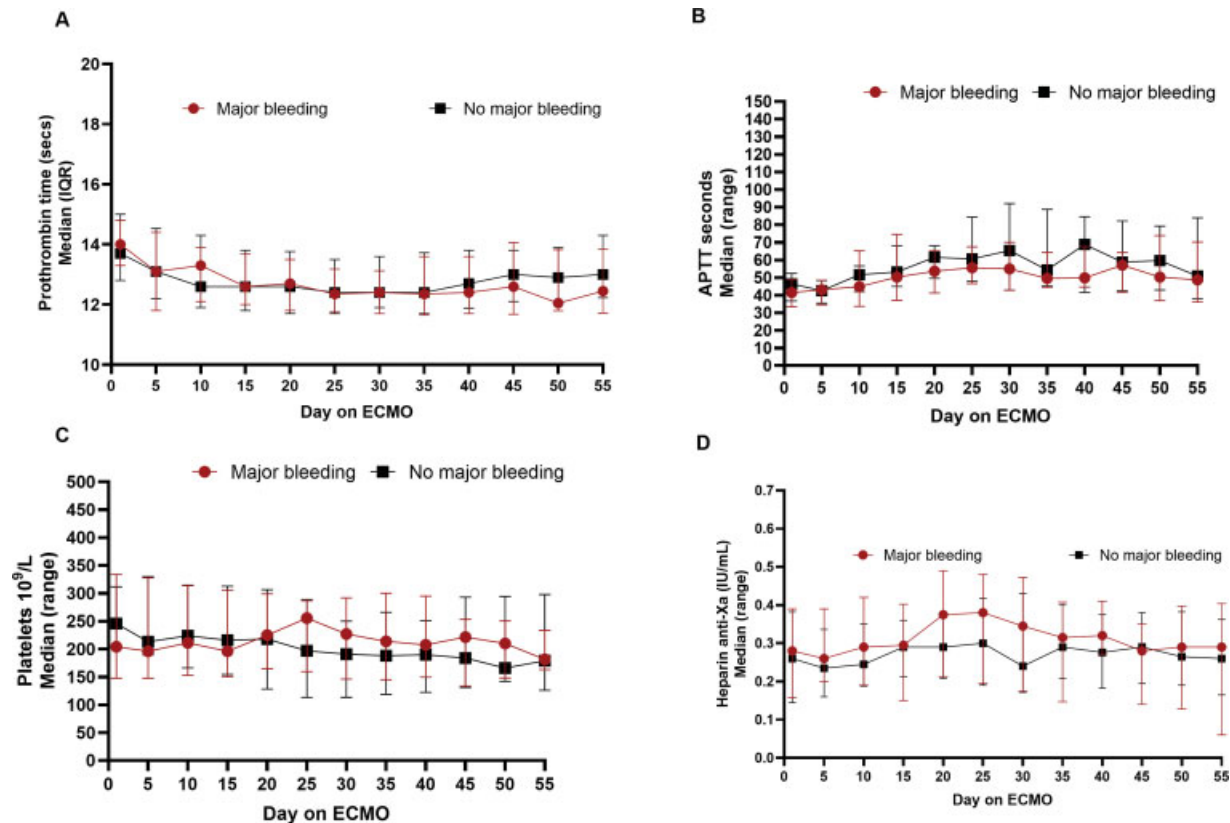 A
Prothrombin time (secs)
Median (IQR)
20
18
16
14
12
10
Major bleeding
No major bleeding
0 5 10 15 20 25 30 35 40 45 50 55
Day on ECMO
B
APTT seconds
Median (range)
150
140
130
120
110
100
90
80
70
60
50
40
30
20
10
0
Major bleeding
No major bleeding
0 5 10 15 20 25 30 35 40 45 50 55
Day on ECMO
C
Platelets 10⁹/L
Median (range)
500
450
400
350
300
250
200
150
100
50
0
Major bleeding
No major bleeding
0 5 10 15 20 25 30 35 40 45 50 55
Day on ECMO
D
Heparin anti-Xa (IU/mL)
Median (range)
0.7
0.6
0.5
0.4
0.3
0.2
0.1
0.0
Major bleeding
No major bleeding
0 5 10 15 20 25 30 35 40 45 50 55
Day on ECMO